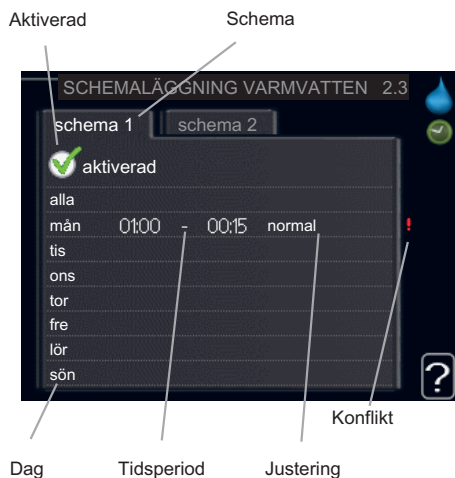 Aktiverad Schema
SCHEMALÄGGNING VARMVATTEN 2.3
schema 1 schema 2
aktiverad
alla
mån 01:00 - 00:15 normal !
tis
ons
tor
fre
lör
sön
?
Konflikt
Dag Tidsperiod Justering